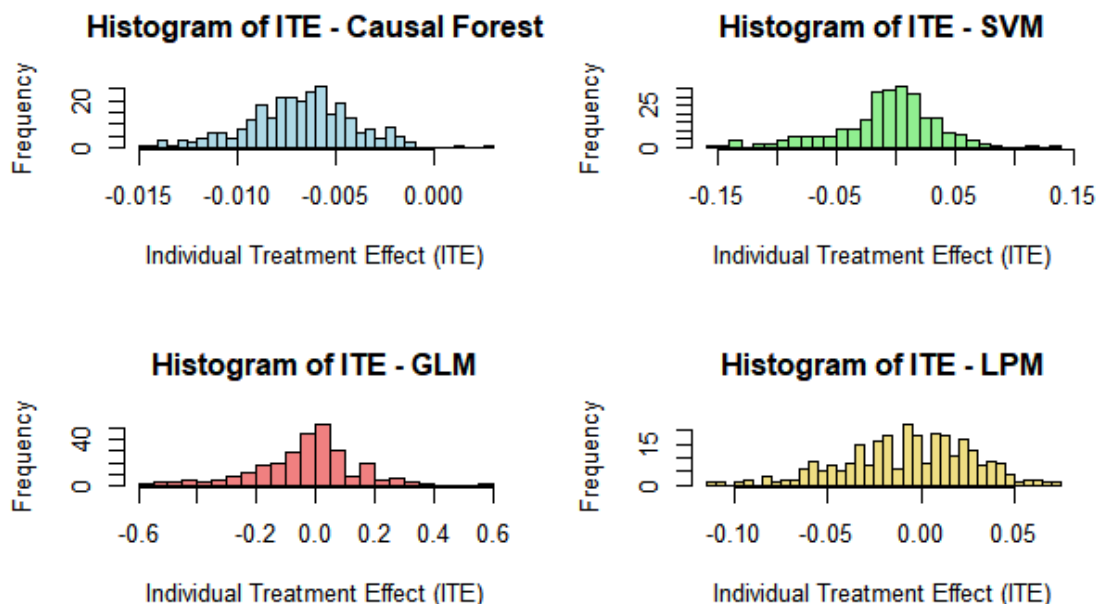 Histogram of ITE - Causal Forest
Frequency
0
20
-0.015
-0.010
-0.005
0.000
Individual Treatment Effect (ITE)
Histogram of ITE - SVM
Frequency
0
25
-0.15
-0.05
0.05
0.15
Individual Treatment Effect (ITE)
Histogram of ITE - GLM
Frequency
0
40
-0.6
-0.2
0.0
0.2
0.4
0.6
Individual Treatment Effect (ITE)
Histogram of ITE - LPM
Frequency
0
15
-0.10
-0.05
0.00
0.05
Individual Treatment Effect (ITE)